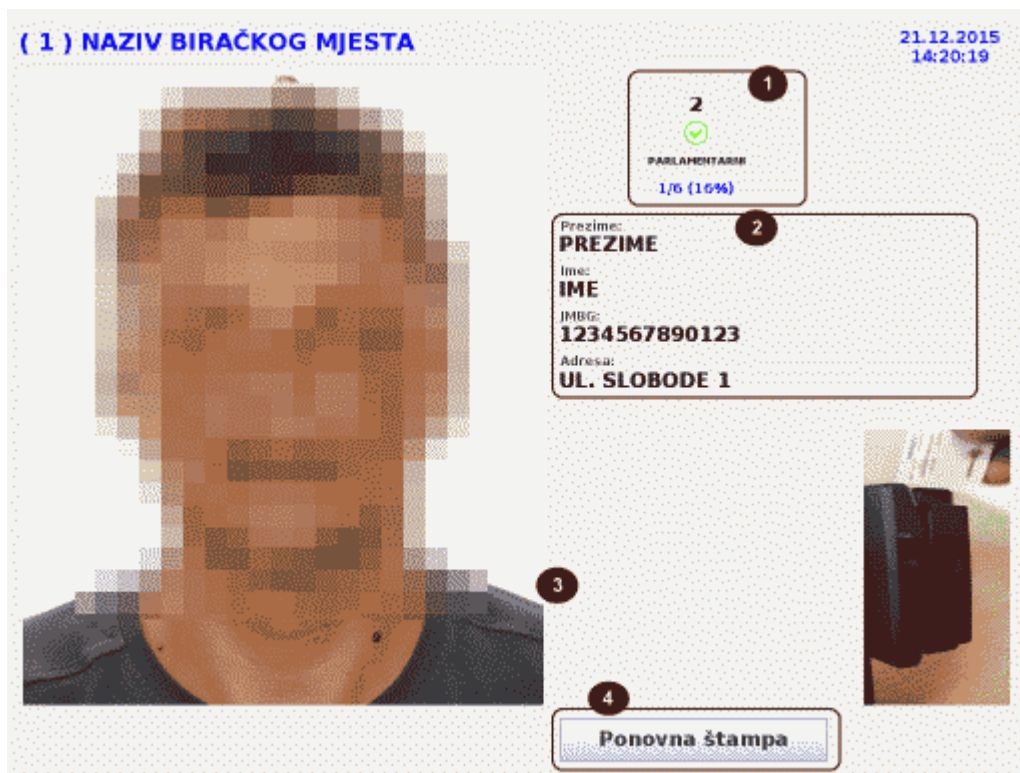 ( 1 ) NAZIV BIRAČKOG MJESTA
21.12.2015
14:20:19
1
2
PARLAMENTARNI
1/6 (16%)
2
Prezime:
PREZIME
Ime:
IME
JMBG:
1234567890123
Adresa:
UL. SLOBODE 1
3
4
Ponovna štampa